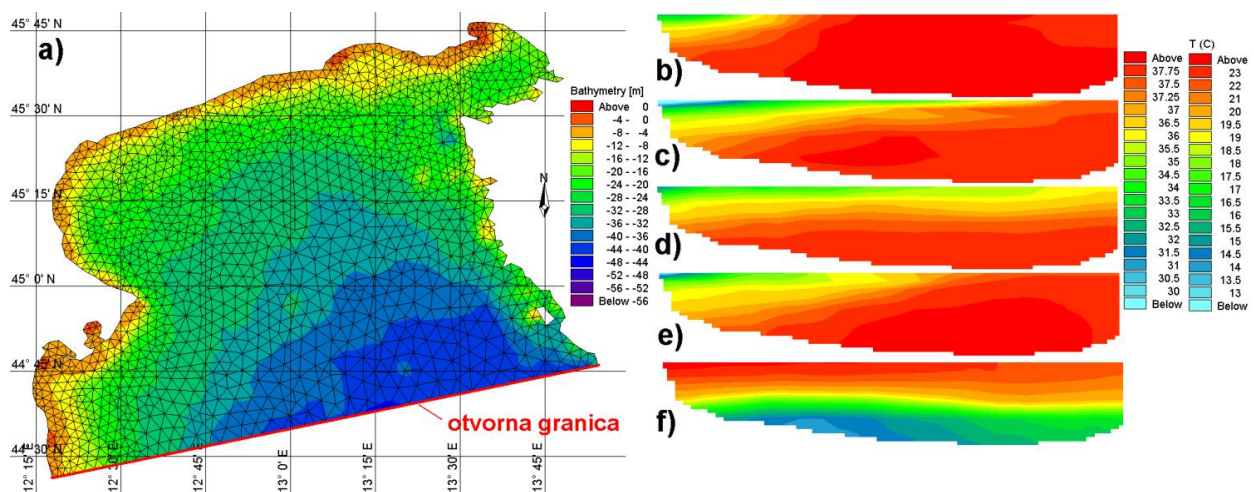 a)
45° 45' N
45° 30' N
45° 15' N
45° 0' N
44° 45' N
44° 30' N
12° 15' E
12° 30' E
12° 45' E
13° 0' E
13° 15' E
13° 30' E
13° 45' E
N
Bathymetry [m]
Above 0
-4 - 0
-8 - -4
-12 - -8
-16 - -12
-20 - -16
-24 - -20
-28 - -24
-32 - -28
-36 - -32
-40 - -36
-44 - -40
-48 - -44
-52 - -48
-56 - -52
Below -56
otvorna granica
b)
c)
d)
e)
f)
Above
37.75
37.5
37.25
37
36.5
36
35.5
35
34.5
34
33.5
33
32.5
32
31.5
31
30.5
30
Below
T (C)
Above
23
22
21
20
19.5
19
18.5
18
17.5
17
16.5
16
15.5
15
14.5
14
13.5
13
Below